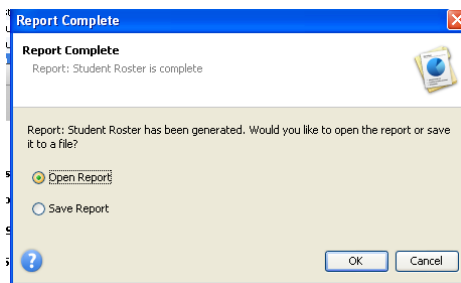 Report Complete
Report Complete
Report: Student Roster is complete
Report: Student Roster has been generated. Would you like to open the report or save
it to a file?
Open Report
Save Report
?
OK
Cancel